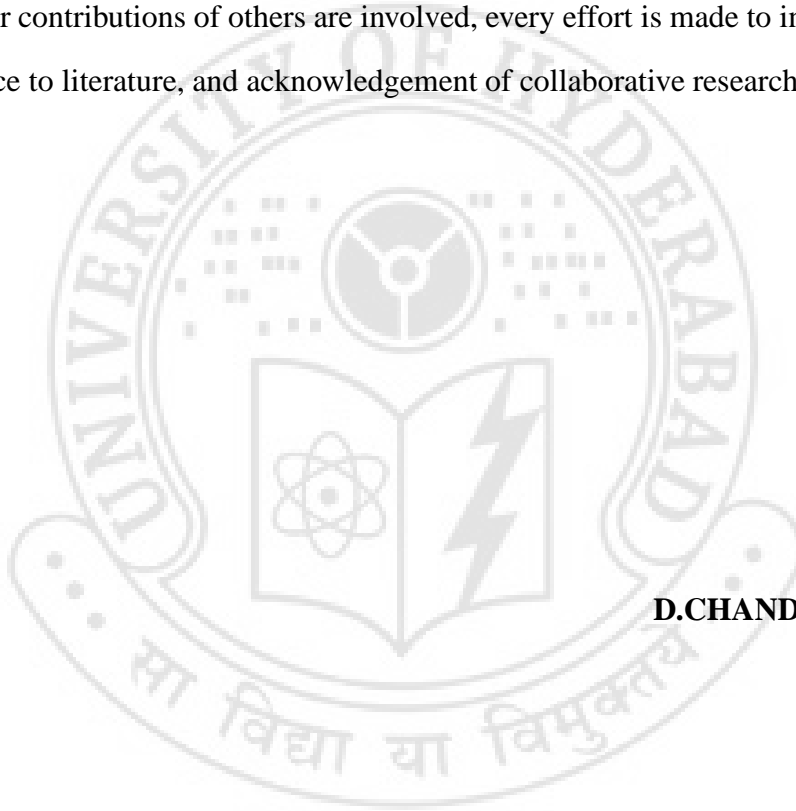 r contributions of others are involved, every effort is made to in
ce to literature, and acknowledgement of collaborative research
UNIVERSITY OF HYDERABAD
D.CHAND
सा विद्या या विमुक्तये